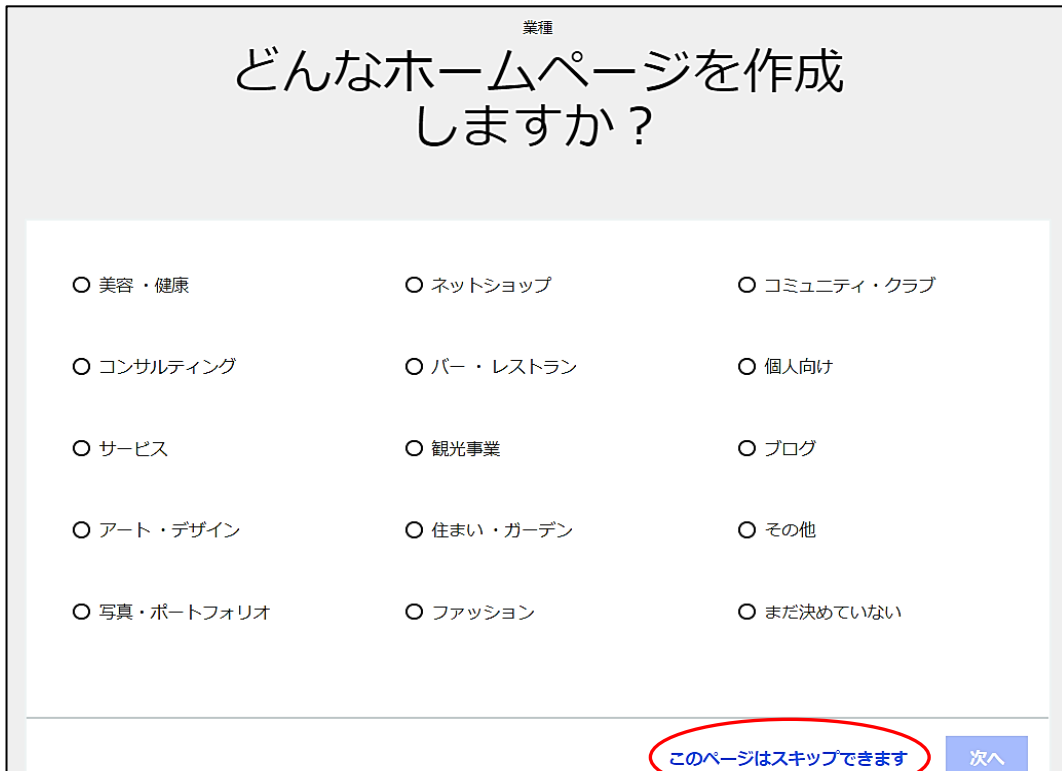 業種
どんなホームページを作成
しますか？
美容 ・健康
ネットショップ
コミュニティ・クラブ
コンサルティング
バー ・ レストラン
個人向け
サービス
観光事業
ブログ
アート ・デザイン
住まい ・ガーデン
その他
写真・ポートフォリオ
ファッション
まだ決めていない
このページはスキップできます
次へ